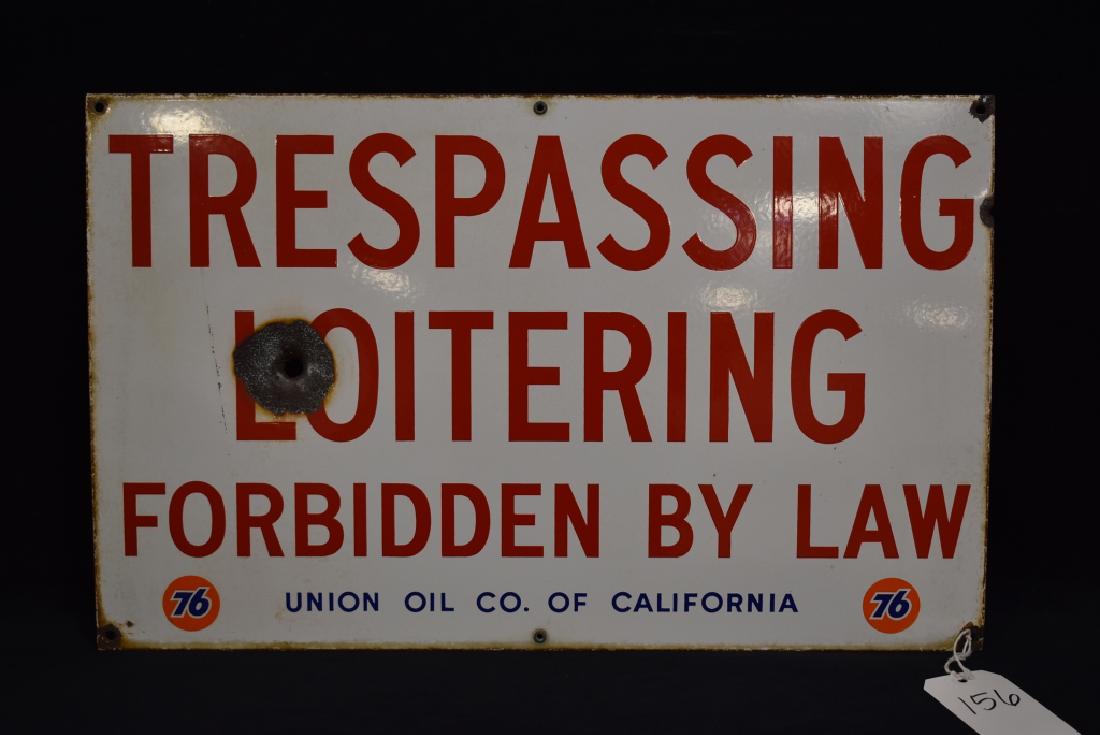 TRESPASSING
LOITERING
FORBIDDEN BY LAW
76 UNION OIL CO. OF CALIFORNIA 76
156